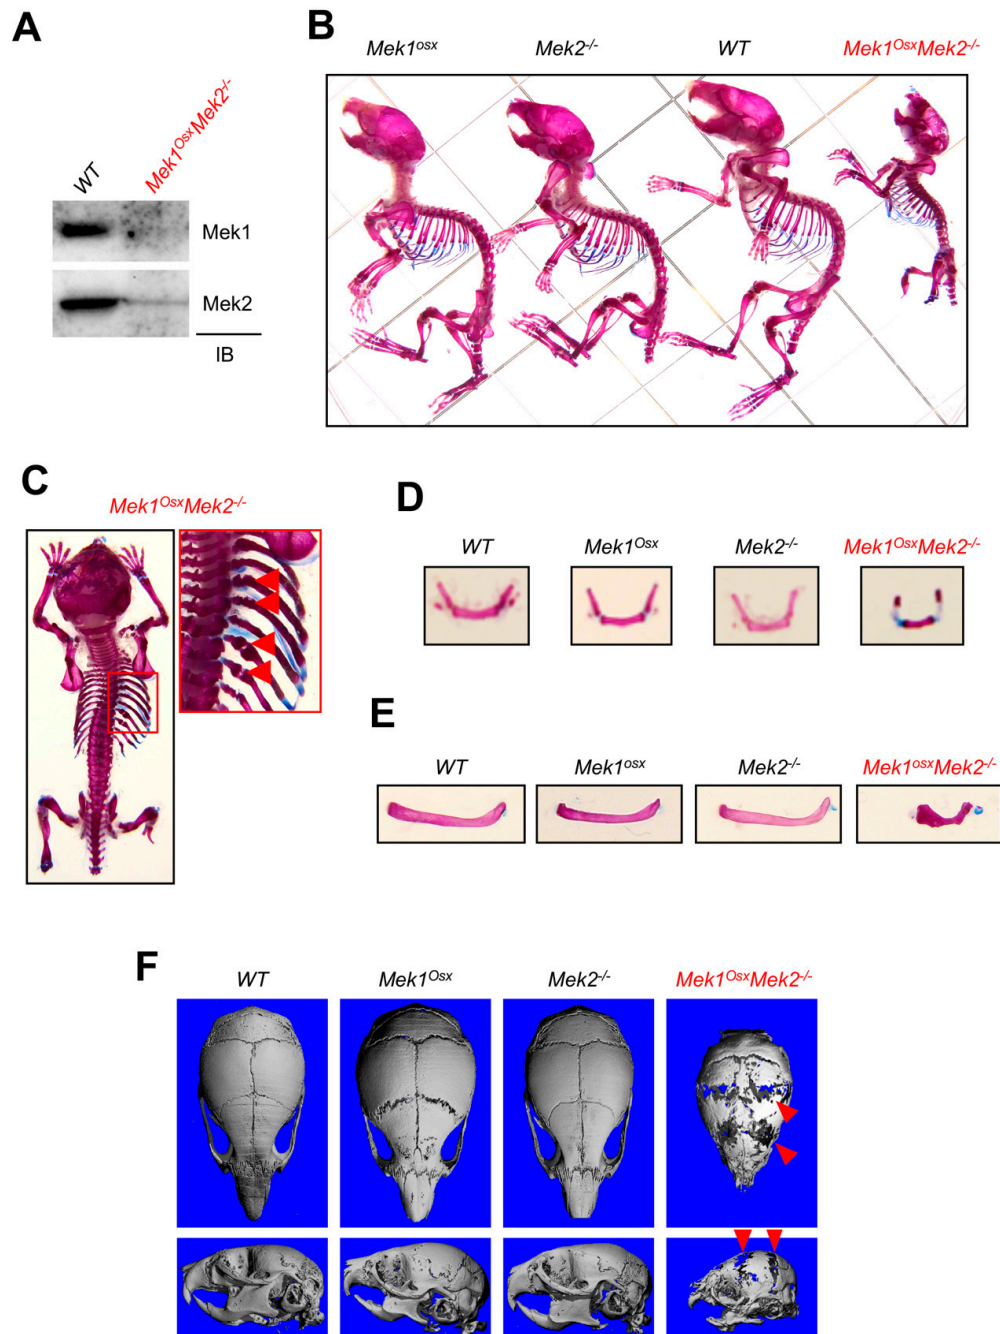 A
WT
Mek1OsxMek2-/-
Mek1
Mek2
IB
B
Mek1osx
Mek2-/-
WT
Mek1OsxMek2-/-
C
Mek1OsxMek2-/-
D
WT
Mek1Osx
Mek2-/-
Mek1OsxMek2-/-
E
WT
Mek1osx
Mek2-/-
Mek1osxMek2-/-
F
WT
Mek1Osx
Mek2-/-
Mek1OsxMek2-/-